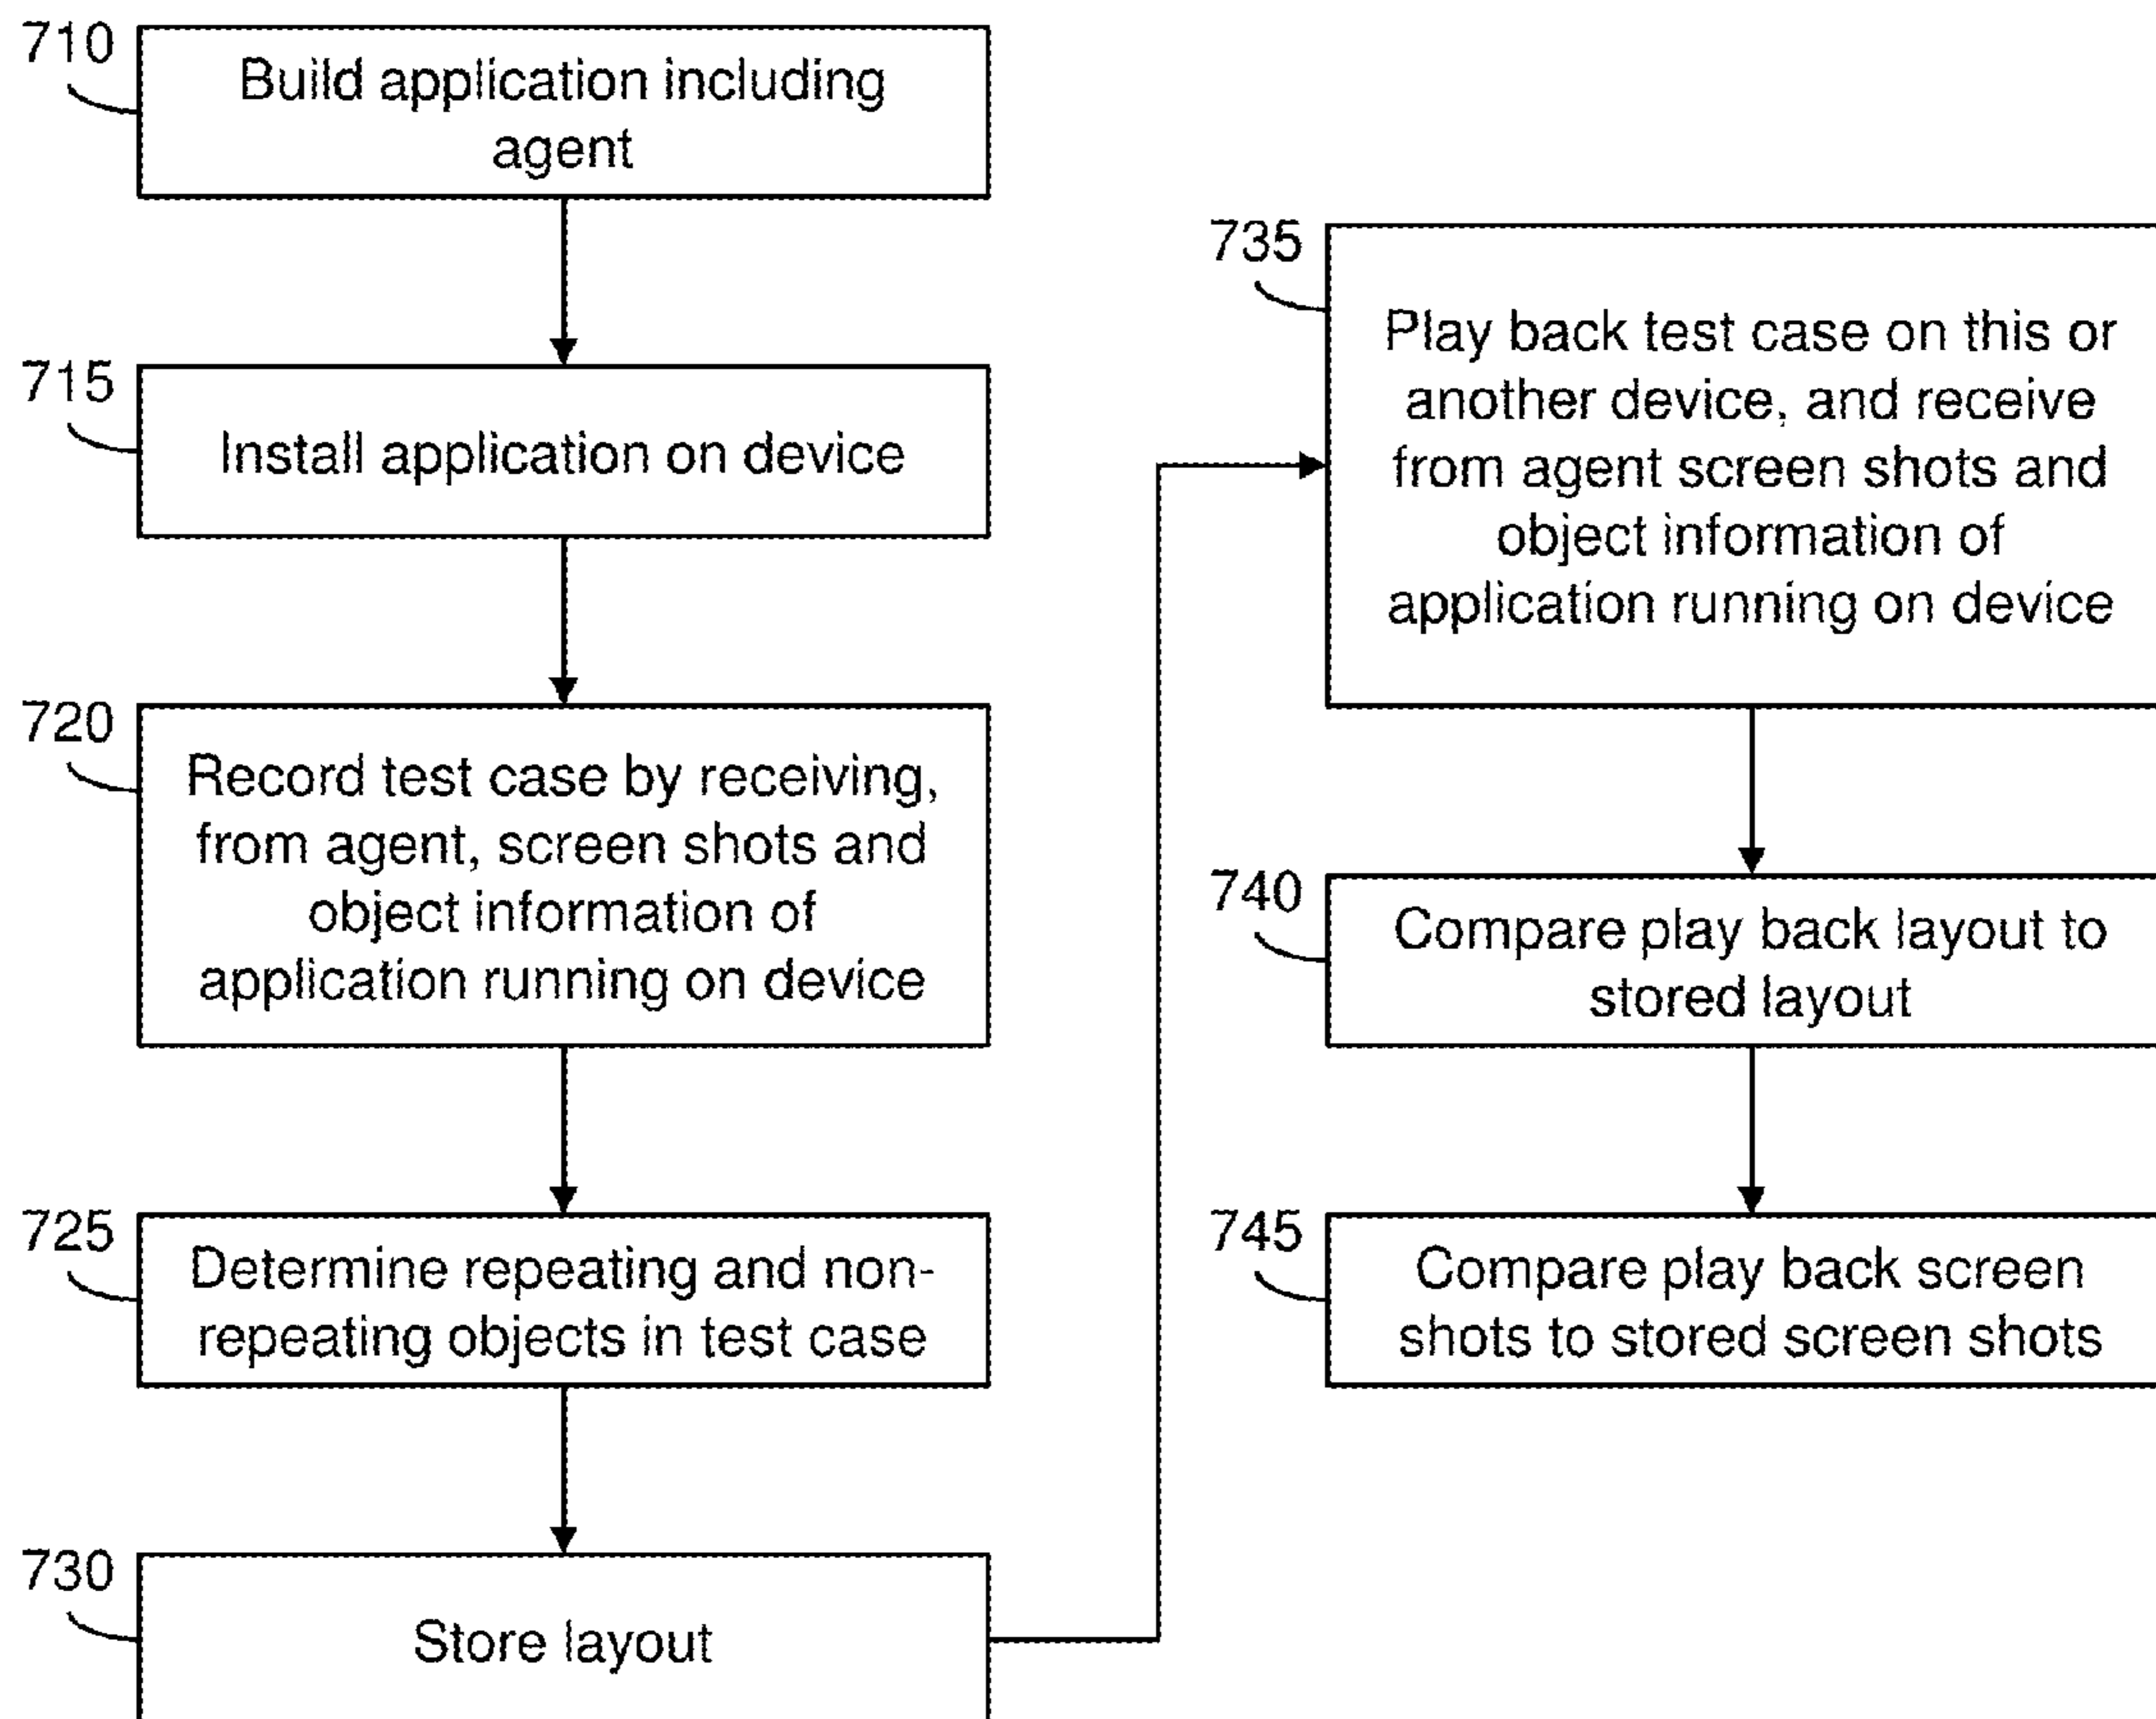 710
Build application including
agent
715
Install application on device
720
Record test case by receiving,
from agent, screen shots and
object information of
application running on device
725
Determine repeating and non-
repeating objects in test case
730
Store layout
735
Play back test case on this or
another device, and receive
from agent screen shots and
object information of
application running on device
740
Compare play back layout to
stored layout
745
Compare play back screen
shots to stored screen shots